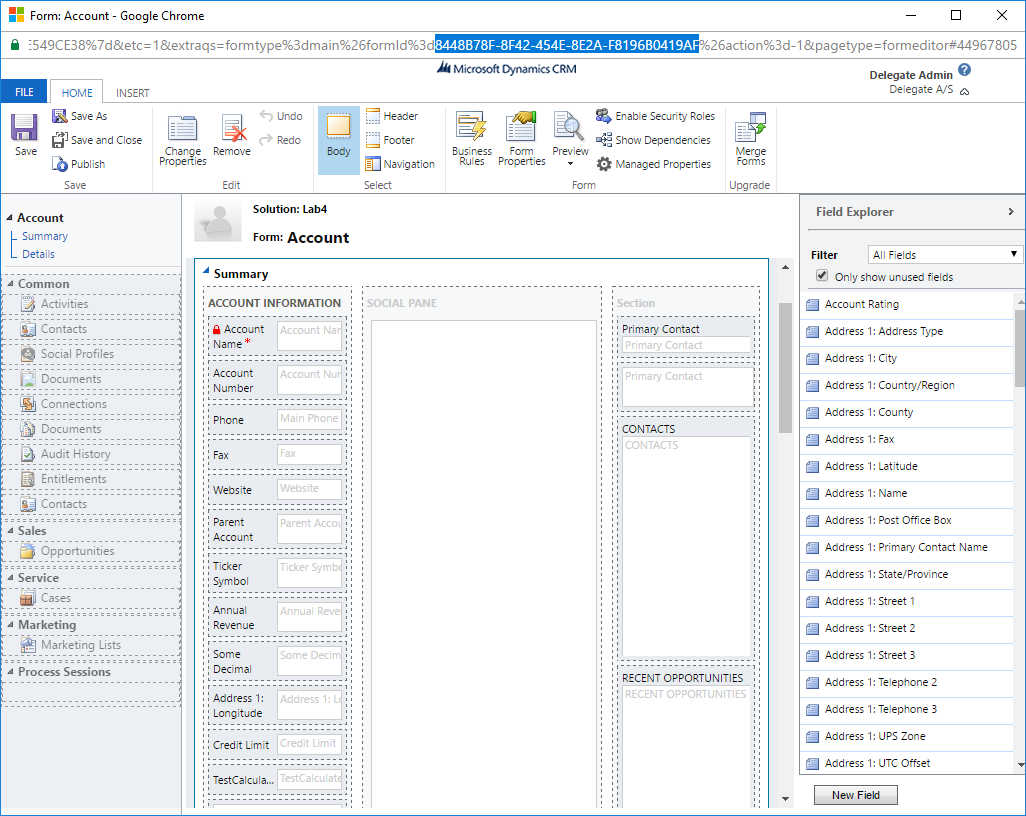 Form: Account - Google Chrome
549CE38%7d&etc=1&extraqs=formtype%3dmain%26formId%3d8448B78F-8F42-454E-8E2A-F8196B0419AF%26action%3d-1&pagetype=formeditor#44967805
Microsoft Dynamics CRM
Delegate Admin
Delegate A/S
FILE HOME INSERT
Save
Save As
Save and Close
Publish
Save
Change Properties
Remove
Undo
Redo
Edit
Body
Header
Footer
Navigation
Select
Business Rules
Form Properties
Preview
Enable Security Roles
Show Dependencies
Managed Properties
Form
Merge Forms
Upgrade
Account
Summary
Details
Common
Activities
Contacts
Social Profiles
Documents
Connections
Documents
Audit History
Entitlements
Contacts
Sales
Opportunities
Service
Cases
Marketing
Marketing Lists
Process Sessions
Solution: Lab4
Form: Account
Summary
ACCOUNT INFORMATION
Account Name * Account Nar
Account Number Account Nur
Phone Main Phone
Fax Fax
Website Website
Parent Account Parent Accou
Ticker Symbol Ticker Symbo
Annual Revenue Annual Reve
Some Decimal Some Decim
Address 1: Longitude Address 1: Lo
Credit Limit Credit Limit
TestCalcula... TestCalculate
SOCIAL PANE
Section
Primary Contact
Primary Contact
Primary Contact
CONTACTS
CONTACTS
RECENT OPPORTUNITIES
RECENT OPPORTUNITIES
Field Explorer
Filter All Fields
Only show unused fields
Account Rating
Address 1: Address Type
Address 1: City
Address 1: Country/Region
Address 1: County
Address 1: Fax
Address 1: Latitude
Address 1: Name
Address 1: Post Office Box
Address 1: Primary Contact Name
Address 1: State/Province
Address 1: Street 1
Address 1: Street 2
Address 1: Street 3
Address 1: Telephone 2
Address 1: Telephone 3
Address 1: UPS Zone
Address 1: UTC Offset
New Field